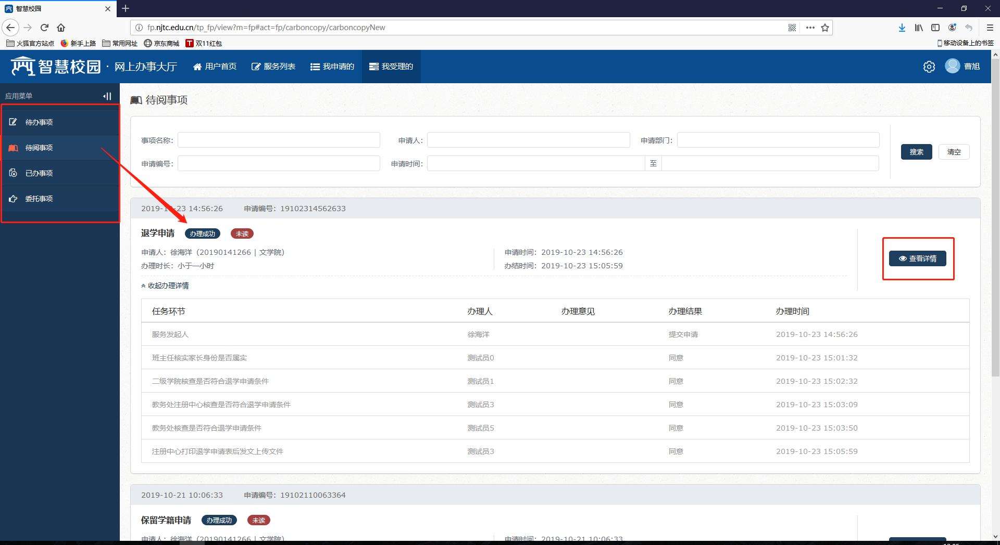 智慧校园
fp.njtc.edu.cn/tp_fp/view?m=fp#act=fp/carboncopy/carboncopyNew
火狐官方站点 新手上路 常用网址 京东商城 双11红包 移动设备上的书签
智慧校园 · 网上办事大厅 用户首页 服务列表 我申请的 我受理的 曹旭
应用菜单
待办事项
待阅事项
已办事项
委托事项
待阅事项
事项名称: 申请人: 申请部门:
申请编号: 申请时间: 至
搜索 清空
2019-10-23 14:56:26 申请编号: 19102314562633
退学申请 办理成功 未读
申请人: 徐海洋 (20190141266 | 文学院) 申请时间: 2019-10-23 14:56:26
办理时长: 小于一小时 办结时间: 2019-10-23 15:05:59
查看详情
收起办理详情
任务环节 办理人 办理意见 办理结果 办理时间
服务发起人 徐海洋 提交申请 2019-10-23 14:56:26
班主任核实家长身份是否属实 测试员0 同意 2019-10-23 15:01:32
二级学院核查是否符合退学申请条件 测试员1 同意 2019-10-23 15:02:32
教务处注册中心核查是否符合退学申请条件 测试员3 同意 2019-10-23 15:03:09
教务处核查是否符合退学申请条件 测试员5 同意 2019-10-23 15:03:50
注册中心打印退学申请表后发文上传文件 测试员3 同意 2019-10-23 15:05:59
2019-10-21 10:06:33 申请编号: 19102110063364
保留学籍申请 办理成功 未读
申请人: 徐海洋 (20190141266 | 文学院) 申请时间: 2019-10-21 10:06:33